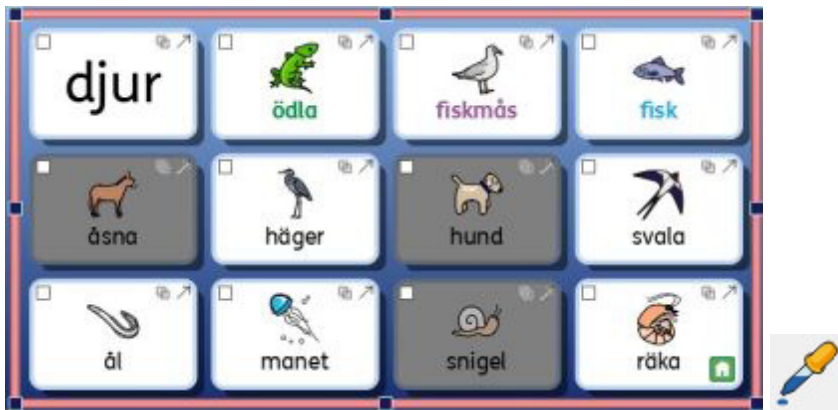 djur
ödla
fiskmås
fisk
åsna
häger
hund
svala
ål
manet
snigel
räka